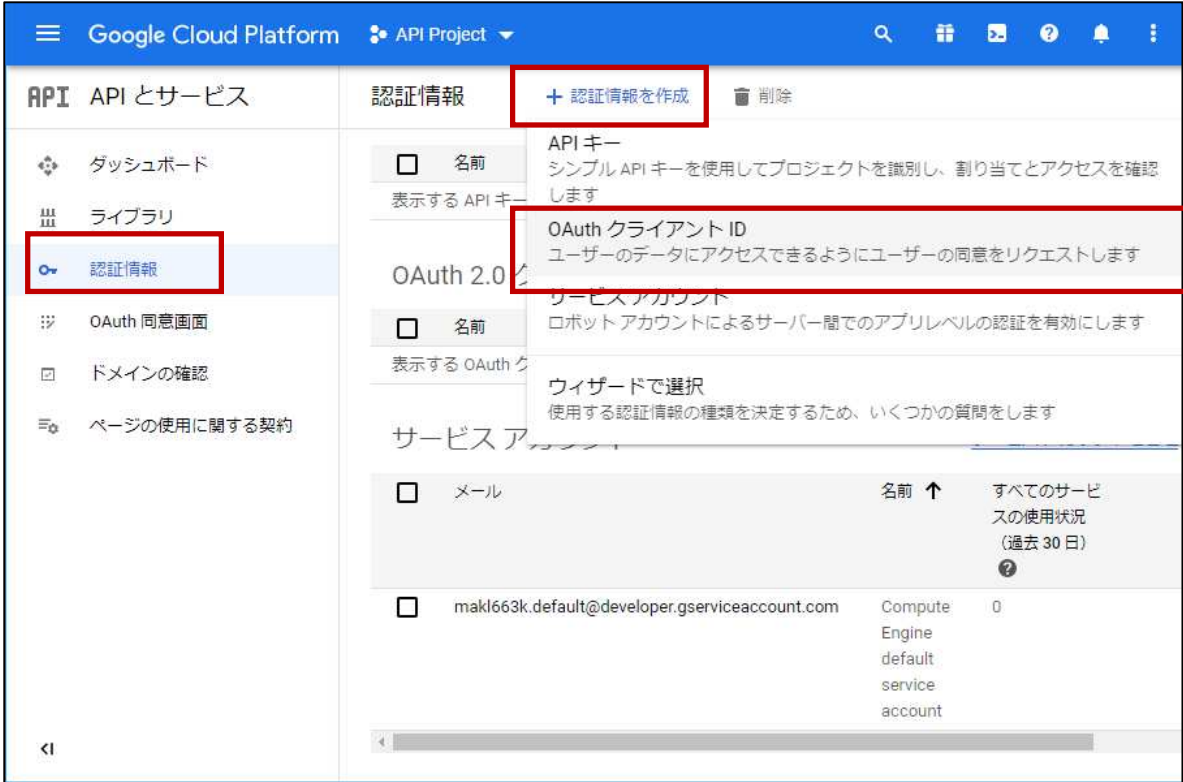 Google Cloud Platform
API Project
API API とサービス
ダッシュボード
ライブラリ
認証情報
OAuth 同意画面
ドメインの確認
ページの使用に関する契約
認証情報
+ 認証情報を作成
削除
API キー
シンプル API キーを使用してプロジェクトを識別し、割り当てとアクセスを確認
します
OAuth クライアント ID
ユーザーのデータにアクセスできるようにユーザーの同意をリクエストします
サービス アカウント
ロボット アカウントによるサーバー間でのアプリレベルの認証を有効にします
ウィザードで選択
使用する認証情報の種類を決定するため、いくつかの質問をします
名前
表示する API キー
OAuth 2.0 ク
名前
表示する OAuth ク
サービス アカウント
メール
名前 ↑
すべてのサービ
スの使用状況
（過去 30 日）
makl663k.default@developer.gserviceaccount.com
Compute
Engine
default
service
account
0